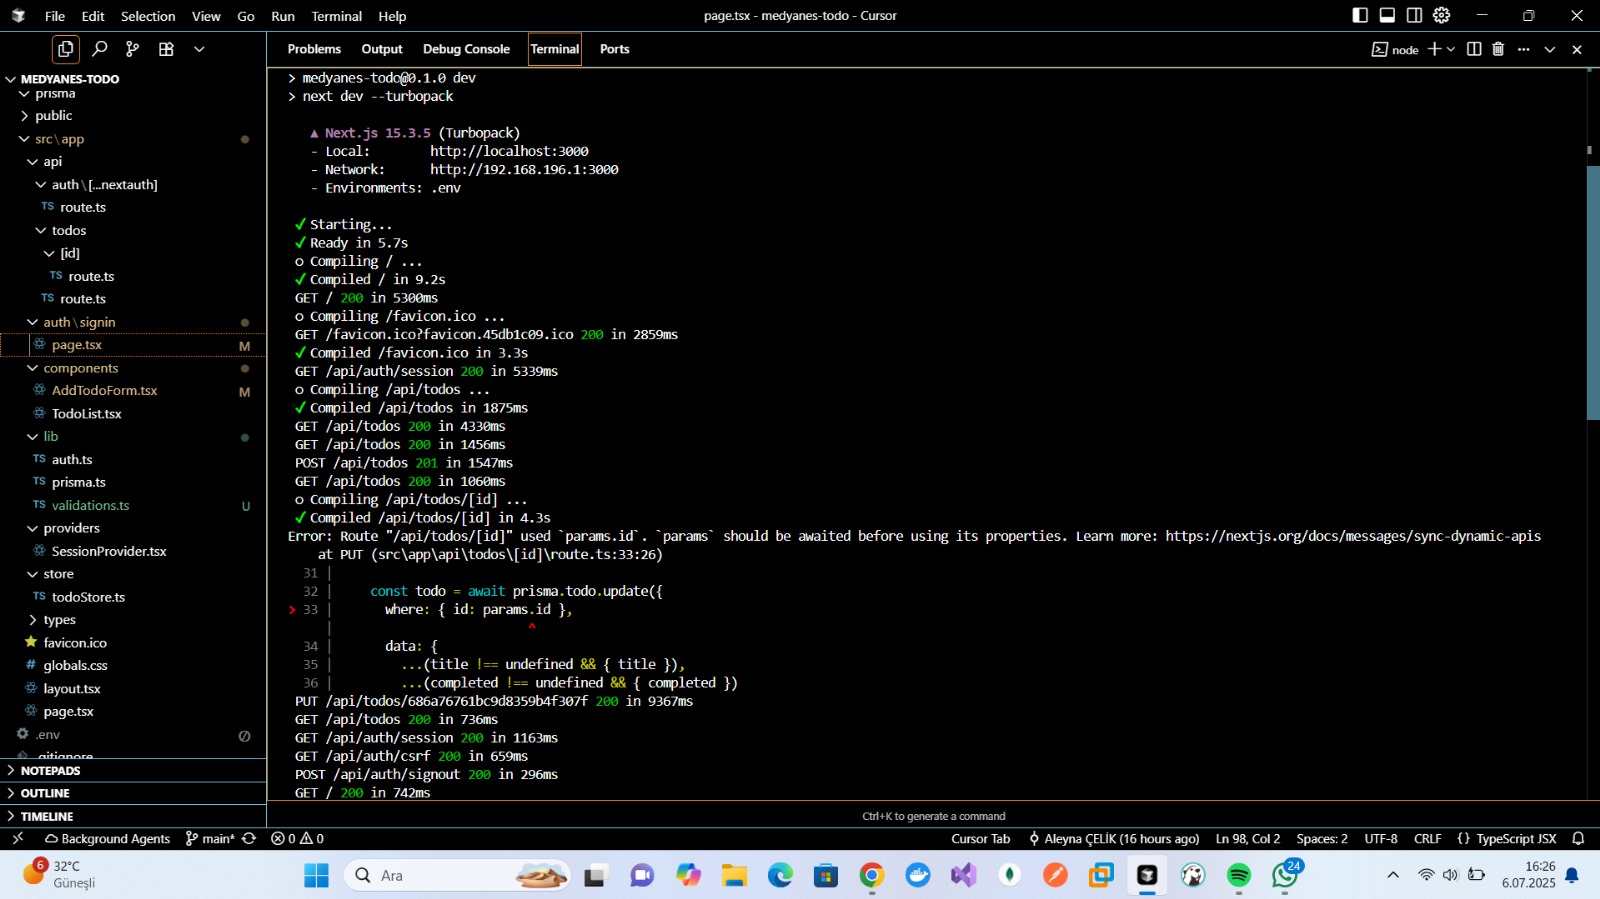 File Edit Selection View Go Run Terminal Help
page.tsx - medyanes-todo - Cursor
Problems Output Debug Console Terminal Ports
node
MEDYANES-TODO
prisma
public
src\app
api
auth\[...nextauth]
TS route.ts
todos
[id]
TS route.ts
TS route.ts
auth\signin
page.tsx M
components
AddTodoForm.tsx M
TodoList.tsx
lib
TS auth.ts
TS prisma.ts
TS validations.ts U
providers
SessionProvider.tsx
store
TS todoStore.ts
types
favicon.ico
# globals.css
layout.tsx
page.tsx
.env
.gitignore
NOTEPADS
OUTLINE
TIMELINE
> medyanes-todo@0.1.0 dev
> next dev --turbopack
▲ Next.js 15.3.5 (Turbopack)
- Local: http://localhost:3000
- Network: http://192.168.196.1:3000
- Environments: .env
✓ Starting...
✓ Ready in 5.7s
○ Compiling / ...
✓ Compiled / in 9.2s
GET / 200 in 5300ms
○ Compiling /favicon.ico ...
GET /favicon.ico?favicon.45db1c09.ico 200 in 2859ms
✓ Compiled /favicon.ico in 3.3s
GET /api/auth/session 200 in 5339ms
○ Compiling /api/todos ...
✓ Compiled /api/todos in 1875ms
GET /api/todos 200 in 4330ms
GET /api/todos 200 in 1456ms
POST /api/todos 201 in 1547ms
GET /api/todos 200 in 1060ms
○ Compiling /api/todos/[id] ...
✓ Compiled /api/todos/[id] in 4.3s
Error: Route "/api/todos/[id]" used `params.id`. `params` should be awaited before using its properties. Learn more: https://nextjs.org/docs/messages/sync-dynamic-apis
at PUT (src\app\api\todos\[id]\route.ts:33:26)
31 |
32 | const todo = await prisma.todo.update({
> 33 | where: { id: params.id },
| ^
34 | data: {
35 | ...(title !== undefined && { title }),
36 | ...(completed !== undefined && { completed })
PUT /api/todos/686a76761bc9d8359b4f307f 200 in 9367ms
GET /api/todos 200 in 736ms
GET /api/auth/session 200 in 1163ms
GET /api/auth/csrf 200 in 659ms
POST /api/auth/signout 200 in 296ms
GET / 200 in 742ms
Ctrl+K to generate a command
Background Agents main* 0 0 Cursor Tab Aleyna ÇELİK (16 hours ago) Ln 98, Col 2 Spaces: 2 UTF-8 CRLF {} TypeScript JSX
6 32°C
Güneşli
Ara
24
16:26
6.07.2025